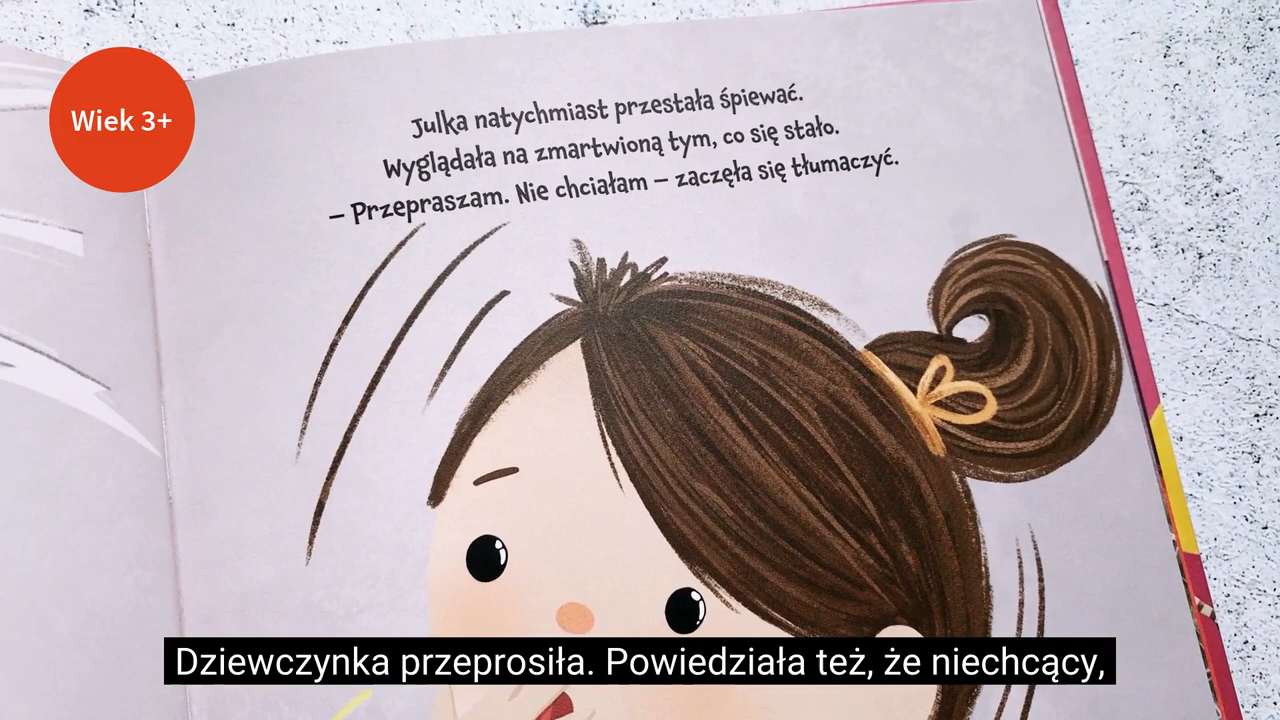 Wiek 3+
Julka natychmiast przestała śpiewać.
Wyglądała na zmartwioną tym, co się stało.
– Przepraszam. Nie chciałam – zaczęła się tłumaczyć.
Dziewczynka przeprosiła. Powiedziała też, że niechcący,